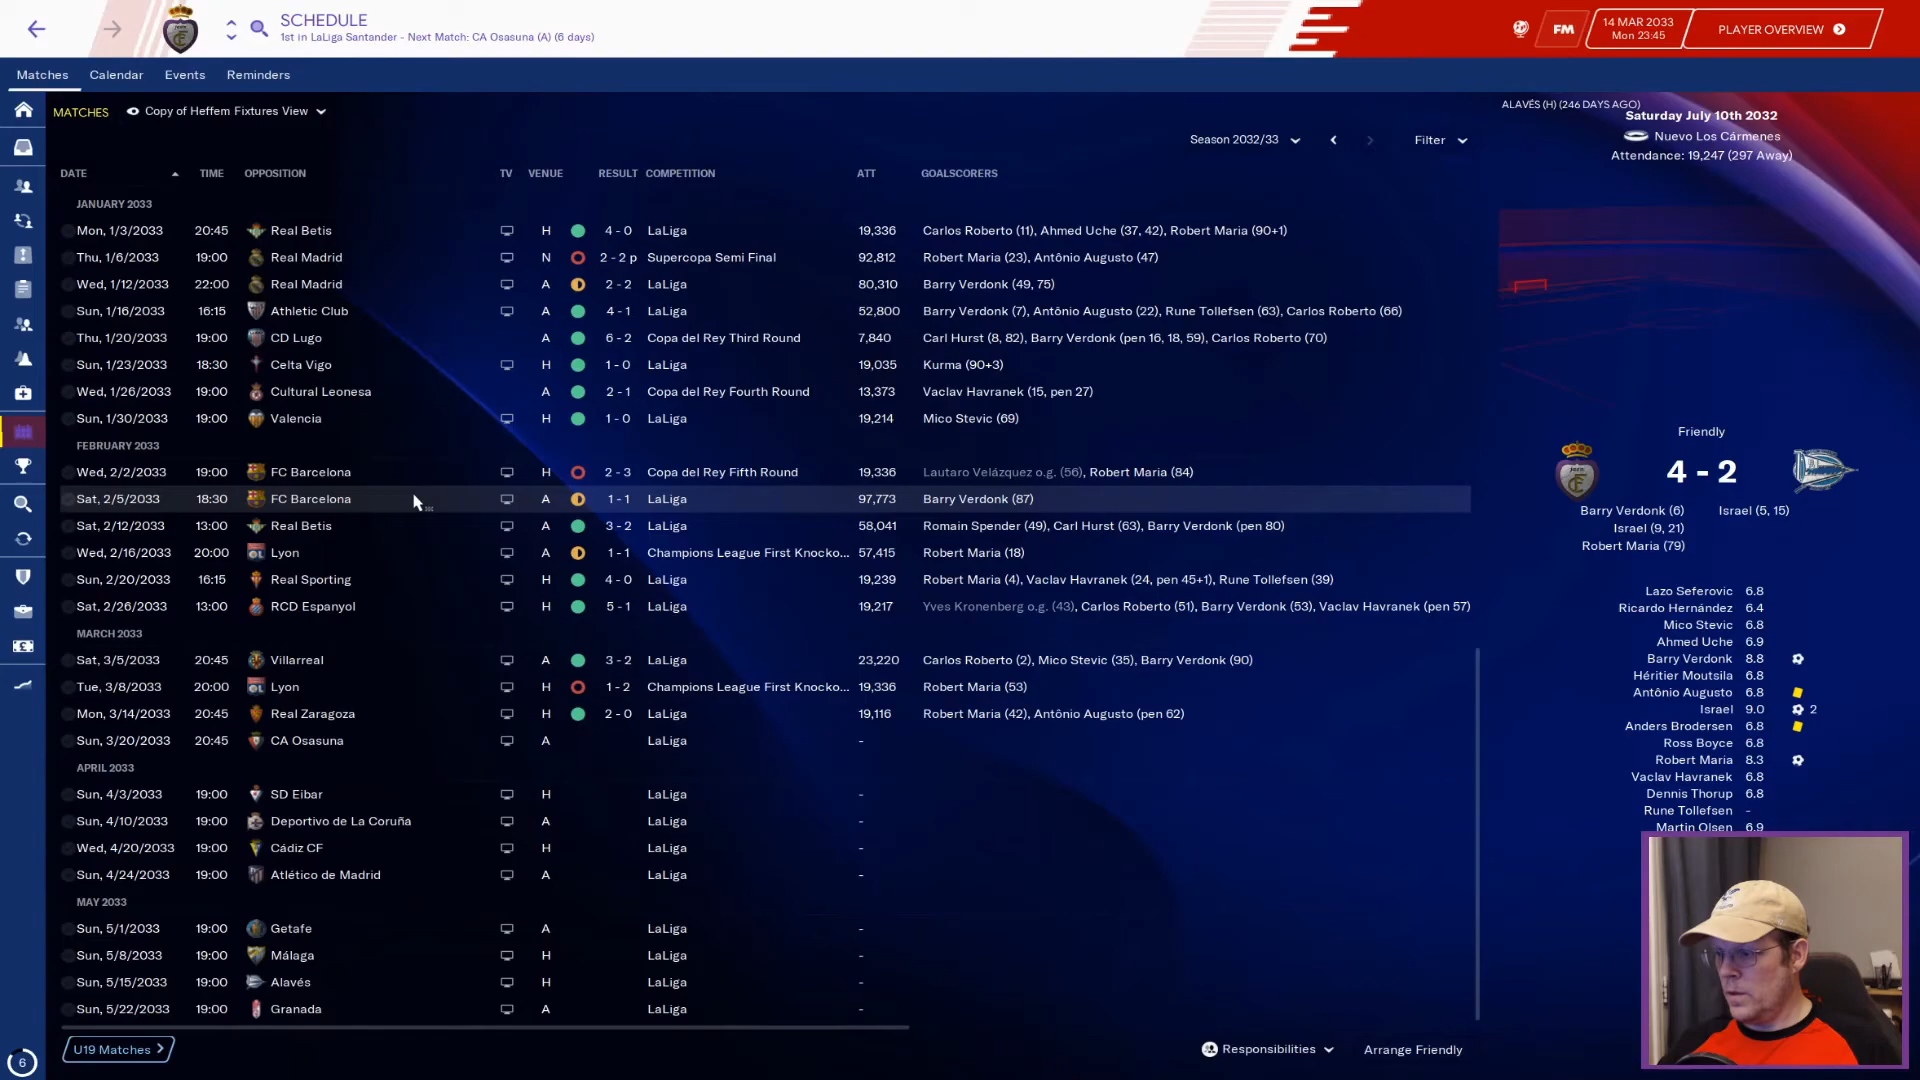 SCHEDULE
1st in LaLiga Santander - Next Match: CA Osasuna (A) (6 days)
FM
14 MAR 2033
Mon 23:45
PLAYER OVERVIEW
Matches Calendar Events Reminders
MATCHES Copy of Heffem Fixtures View
Season 2032/33 Filter
DATE TIME OPPOSITION TV VENUE RESULT COMPETITION ATT GOALSCORERS
JANUARY 2033
Mon, 1/3/2033 20:45 Real Betis H 4 - 0 LaLiga 19,336 Carlos Roberto (11), Ahmed Uche (37, 42), Robert Maria (90+1)
Thu, 1/6/2033 19:00 Real Madrid N 2 - 2 p Supercopa Semi Final 92,812 Robert Maria (23), Antônio Augusto (47)
Wed, 1/12/2033 22:00 Real Madrid A 2 - 2 LaLiga 80,310 Barry Verdonk (49, 75)
Sun, 1/16/2033 16:15 Athletic Club A 4 - 1 LaLiga 52,800 Barry Verdonk (7), Antônio Augusto (22), Rune Tollefsen (63), Carlos Roberto (66)
Thu, 1/20/2033 19:00 CD Lugo A 6 - 2 Copa del Rey Third Round 7,840 Carl Hurst (8, 82), Barry Verdonk (pen 16, 18, 59), Carlos Roberto (70)
Sun, 1/23/2033 18:30 Celta Vigo H 1 - 0 LaLiga 19,035 Kurma (90+3)
Wed, 1/26/2033 19:00 Cultural Leonesa A 2 - 1 Copa del Rey Fourth Round 13,373 Vaclav Havranek (15, pen 27)
Sun, 1/30/2033 19:00 Valencia H 1 - 0 LaLiga 19,214 Mico Stevic (69)
FEBRUARY 2033
Wed, 2/2/2033 19:00 FC Barcelona H 2 - 3 Copa del Rey Fifth Round 19,336 Lautaro Velázquez o.g. (56), Robert Maria (84)
Sat, 2/5/2033 18:30 FC Barcelona A 1 - 1 LaLiga 97,773 Barry Verdonk (87)
Sat, 2/12/2033 13:00 Real Betis A 3 - 2 LaLiga 58,041 Romain Spender (49), Carl Hurst (63), Barry Verdonk (pen 80)
Wed, 2/16/2033 20:00 Lyon A 1 - 1 Champions League First Knocko... 57,415 Robert Maria (18)
Sun, 2/20/2033 16:15 Real Sporting H 4 - 0 LaLiga 19,239 Robert Maria (4), Vaclav Havranek (24, pen 45+1), Rune Tollefsen (39)
Sat, 2/26/2033 13:00 RCD Espanyol H 5 - 1 LaLiga 19,217 Yves Kronenberg o.g. (43), Carlos Roberto (51), Barry Verdonk (53), Vaclav Havranek (pen 57)
MARCH 2033
Sat, 3/5/2033 20:45 Villarreal A 3 - 2 LaLiga 23,220 Carlos Roberto (2), Mico Stevic (35), Barry Verdonk (90)
Tue, 3/8/2033 20:00 Lyon H 1 - 2 Champions League First Knocko... 19,336 Robert Maria (53)
Mon, 3/14/2033 20:45 Real Zaragoza H 2 - 0 LaLiga 19,116 Robert Maria (42), Antônio Augusto (pen 62)
Sun, 3/20/2033 20:45 CA Osasuna A LaLiga -
APRIL 2033
Sun, 4/3/2033 19:00 SD Eibar H LaLiga -
Sun, 4/10/2033 19:00 Deportivo de La Coruña A LaLiga -
Wed, 4/20/2033 19:00 Cádiz CF H LaLiga -
Sun, 4/24/2033 19:00 Atlético de Madrid A LaLiga -
MAY 2033
Sun, 5/1/2033 19:00 Getafe A LaLiga -
Sun, 5/8/2033 19:00 Málaga H LaLiga -
Sun, 5/15/2033 19:00 Alavés H LaLiga -
Sun, 5/22/2033 19:00 Granada A LaLiga -
6
U19 Matches
Responsibilities Arrange Friendly
ALAVÉS (H) (246 DAYS AGO)
Saturday July 10th 2032
Nuevo Los Cármenes
Attendance: 19,247 (297 Away)
Friendly
4 - 2
Barry Verdonk (6) Israel (5, 15)
Israel (9, 21)
Robert Maria (79)
Lazo Seferovic 6.8
Ricardo Hernández 6.4
Mico Stevic 6.8
Ahmed Uche 6.9
Barry Verdonk 8.8
Héritier Moutsila 6.8
Antônio Augusto 6.8
Israel 9.0 2
Anders Brodersen 6.8
Ross Boyce 6.8
Robert Maria 8.3
Vaclav Havranek 6.8
Dennis Thorup 6.8
Rune Tollefsen -
Martin Olsen 6.9